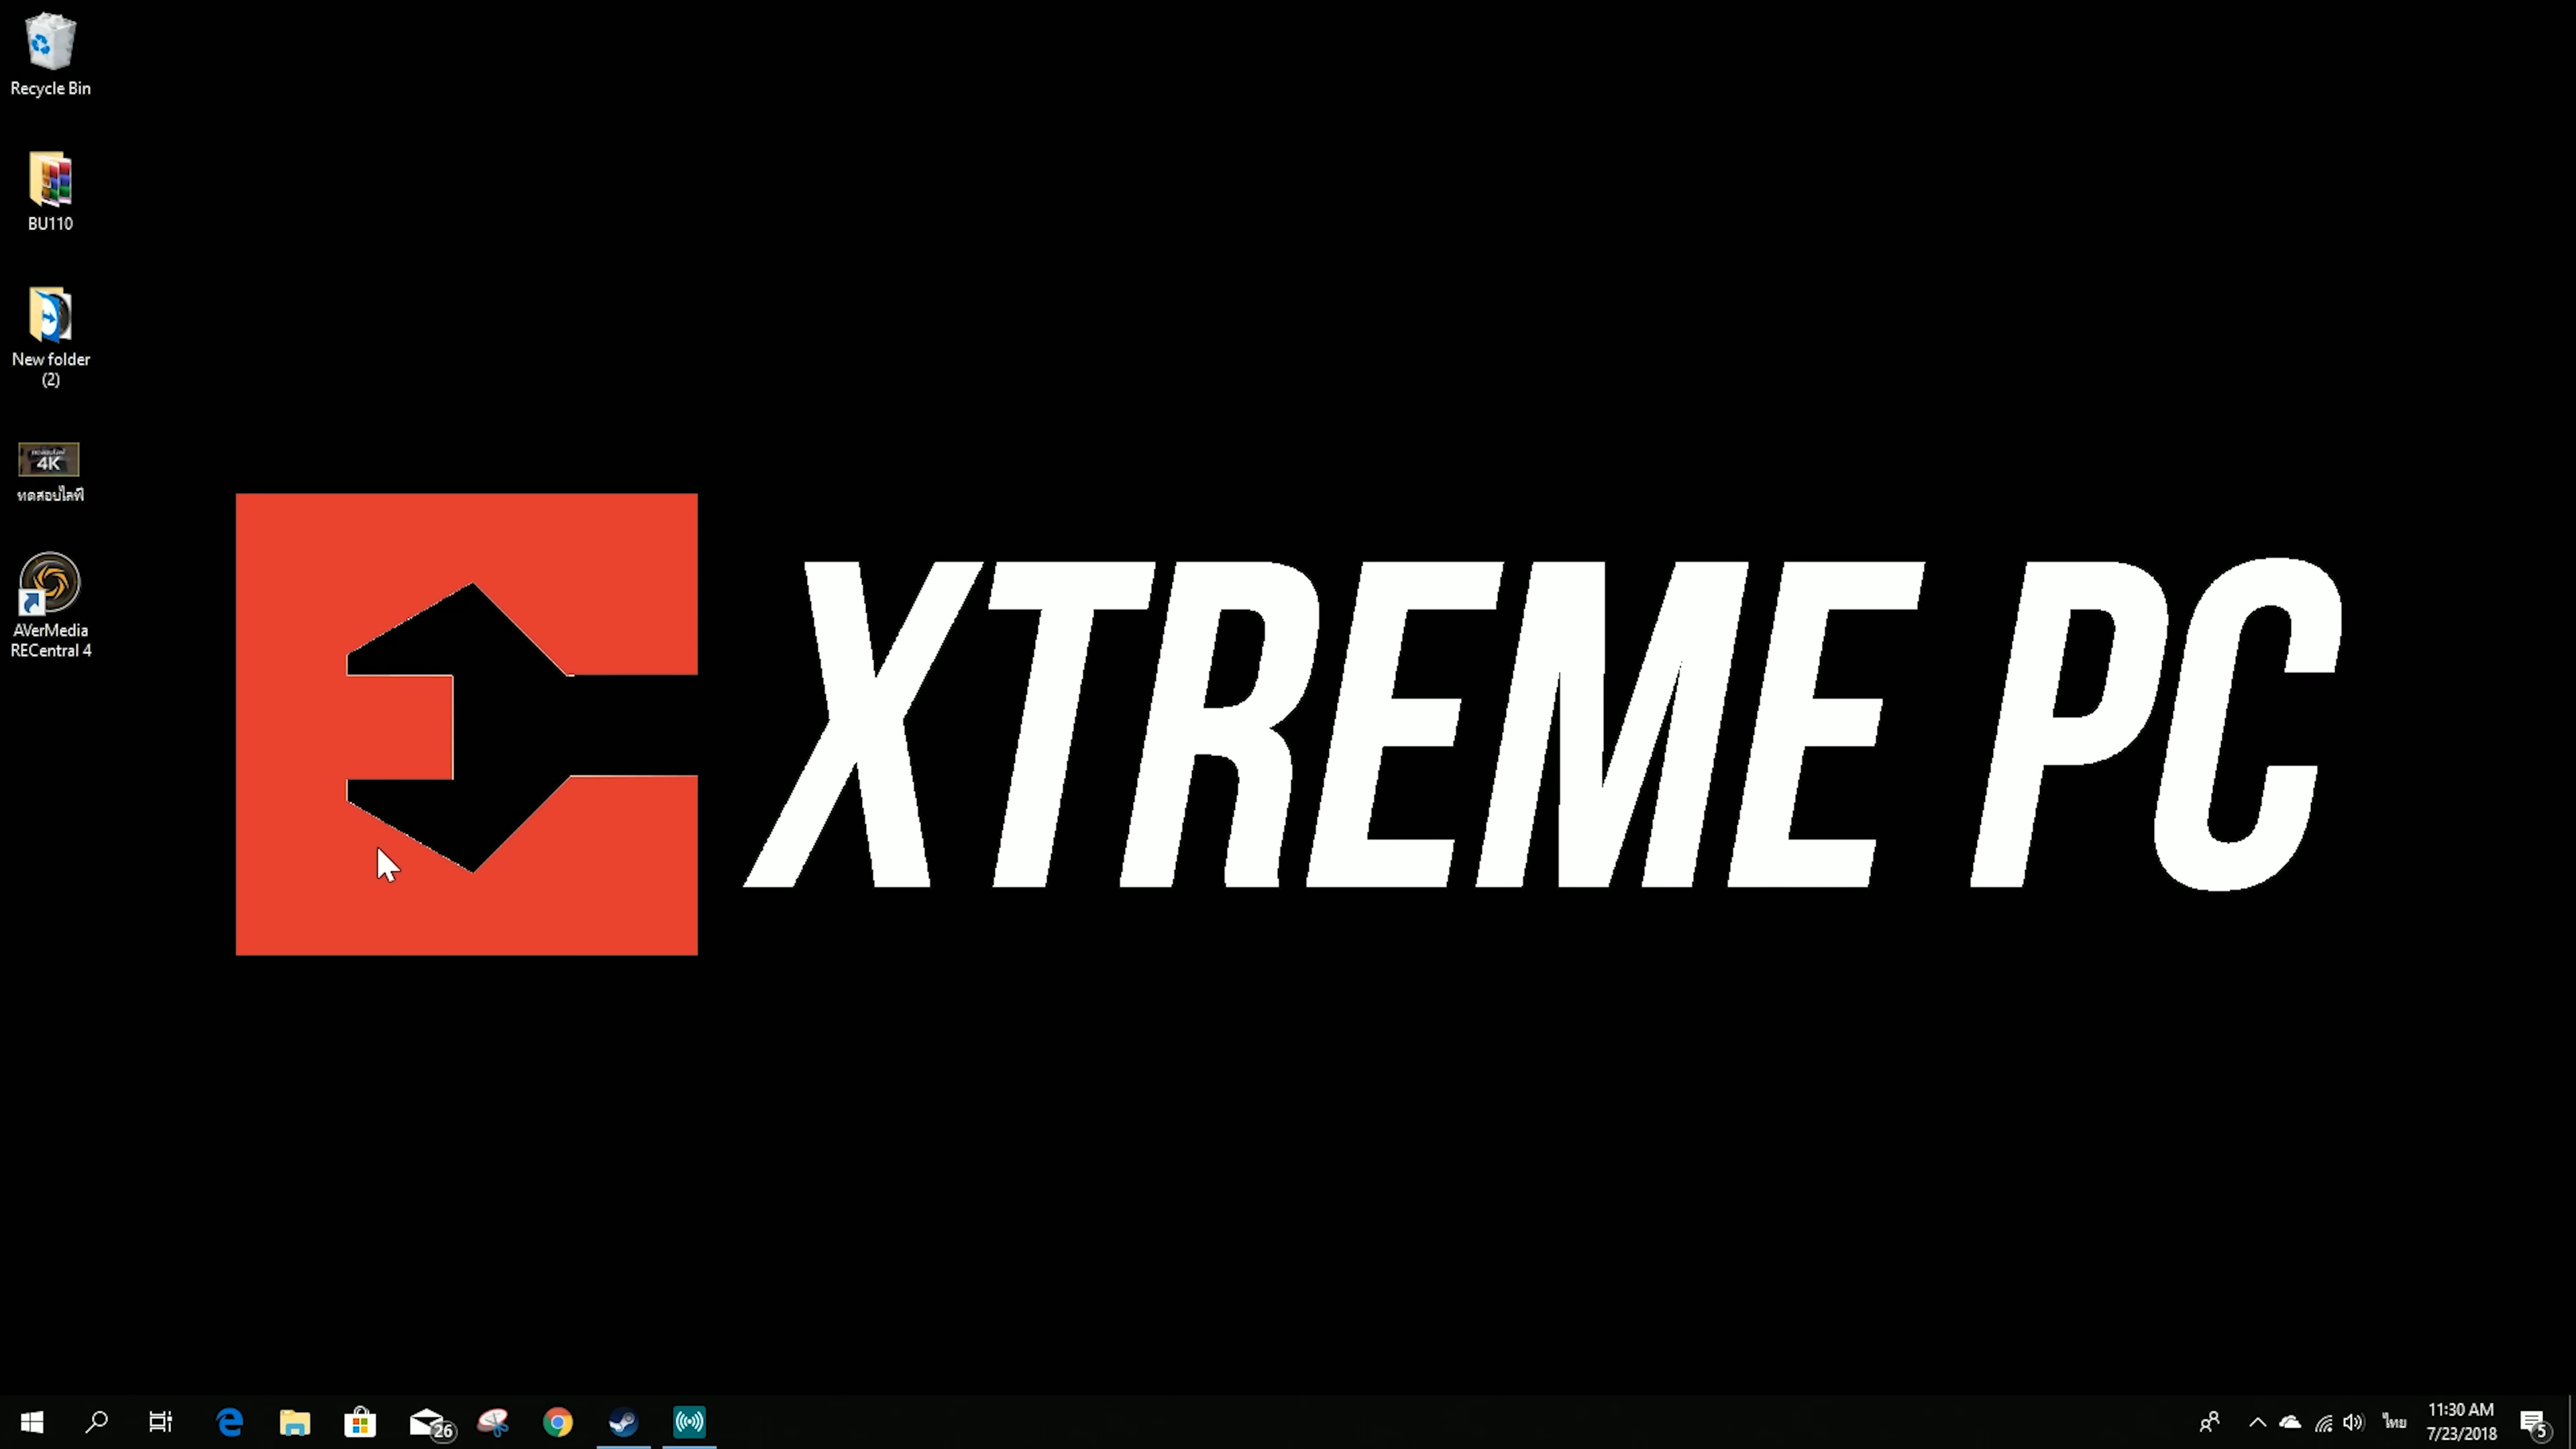 Recycle Bin
BU110
New folder
(2)
4K
ทดสอบไลฟ์
AVerMedia
RECentral 4
XTREME PC
26
ไทย
11:30 AM
7/23/2018
5